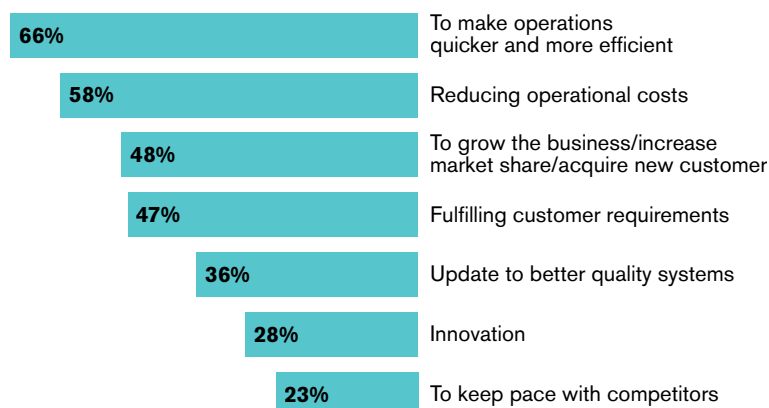 66%
To make operations
quicker and more efficient
58%
Reducing operational costs
48%
To grow the business/increase
market share/acquire new customer
47%
Fulfilling customer requirements
36%
Update to better quality systems
28%
Innovation
23%
To keep pace with competitors